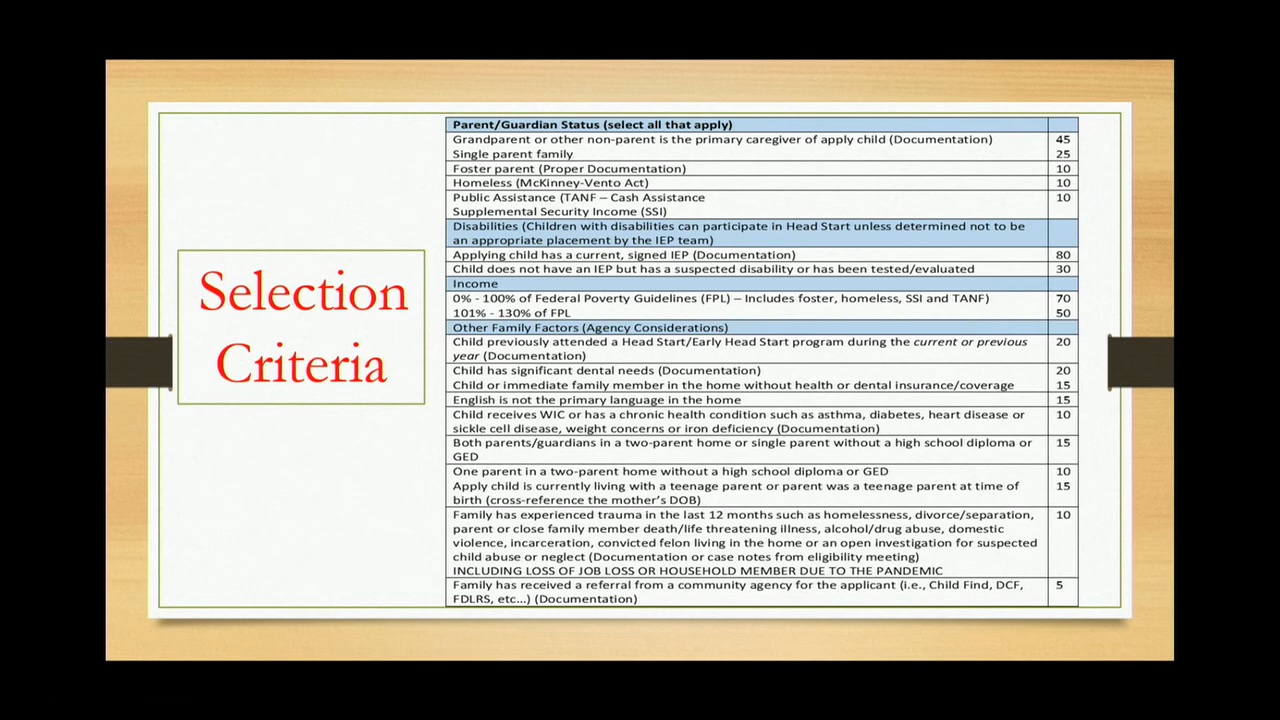 Selection
Criteria
Parent/Guardian Status (select all that apply)
Grandparent or other non-parent is the primary caregiver of apply child (Documentation) 45
Single parent family 25
Foster parent (Proper Documentation) 10
Homeless (McKinney-Vento Act) 10
Public Assistance (TANF – Cash Assistance 10
Supplemental Security Income (SSI)
Disabilities (Children with disabilities can participate in Head Start unless determined not to be
an appropriate placement by the IEP team)
Applying child has a current, signed IEP (Documentation) 80
Child does not have an IEP but has a suspected disability or has been tested/evaluated 30
Income
0% - 100% of Federal Poverty Guidelines (FPL) – Includes foster, homeless, SSI and TANF) 70
101% - 130% of FPL 50
Other Family Factors (Agency Considerations)
Child previously attended a Head Start/Early Head Start program during the current or previous 20
year (Documentation)
Child has significant dental needs (Documentation) 20
Child or immediate family member in the home without health or dental insurance/coverage 15
English is not the primary language in the home 15
Child receives WIC or has a chronic health condition such as asthma, diabetes, heart disease or 10
sickle cell disease, weight concerns or iron deficiency (Documentation)
Both parents/guardians in a two-parent home or single parent without a high school diploma or 15
GED
One parent in a two-parent home without a high school diploma or GED 10
Apply child is currently living with a teenage parent or parent was a teenage parent at time of 15
birth (cross-reference the mother's DOB)
Family has experienced trauma in the last 12 months such as homelessness, divorce/separation, 10
parent or close family member death/life threatening illness, alcohol/drug abuse, domestic
violence, incarceration, convicted felon living in the home or an open investigation for suspected
child abuse or neglect (Documentation or case notes from eligibility meeting)
INCLUDING LOSS OF JOB LOSS OR HOUSEHOLD MEMBER DUE TO THE PANDEMIC
Family has received a referral from a community agency for the applicant (i.e., Child Find, DCF, 5
FDLRS, etc...) (Documentation)